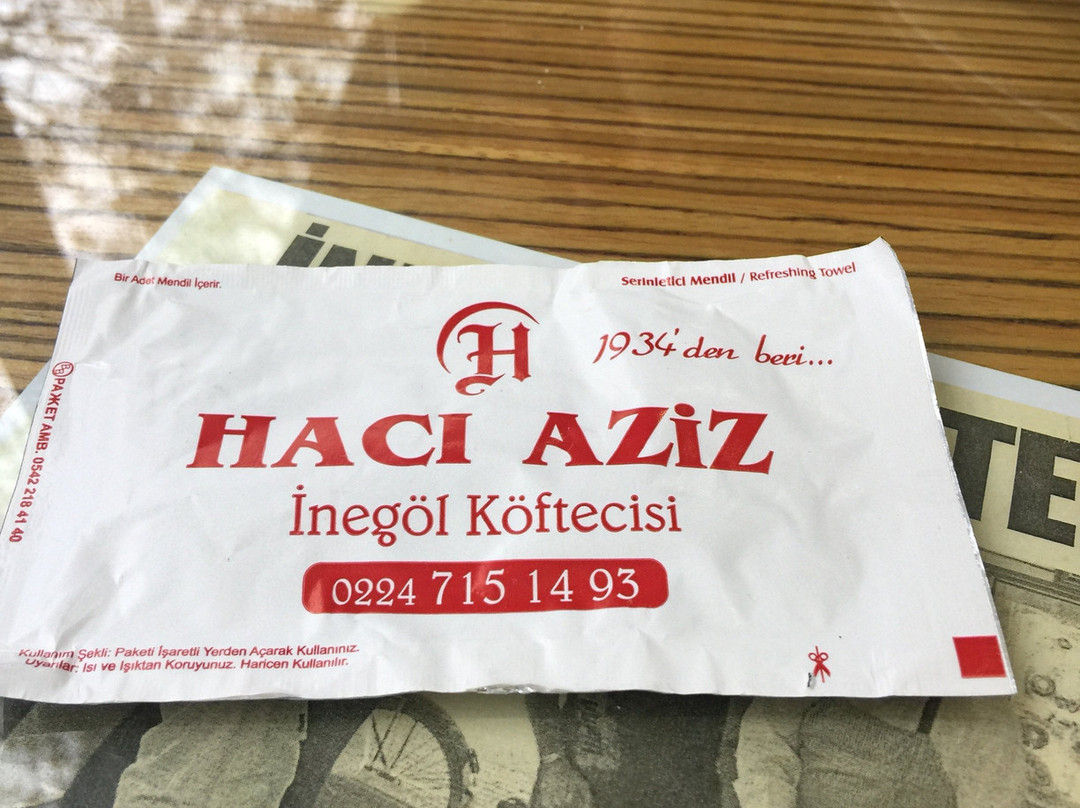 Bir Adet Mendil İçerir.
Serinletici Mendil / Refreshing Towel
H
1934'den beri...
HACI AZİZ
İnegöl Köftecisi
0224 715 14 93
PAKKET AMB. 0542 218 41 40
Kullanım Şekli: Paketi İşaretli Yerden Açarak Kullanınız.
Uyarılar: Isı ve Işıktan Koruyunuz. Haricen Kullanılır.
TE